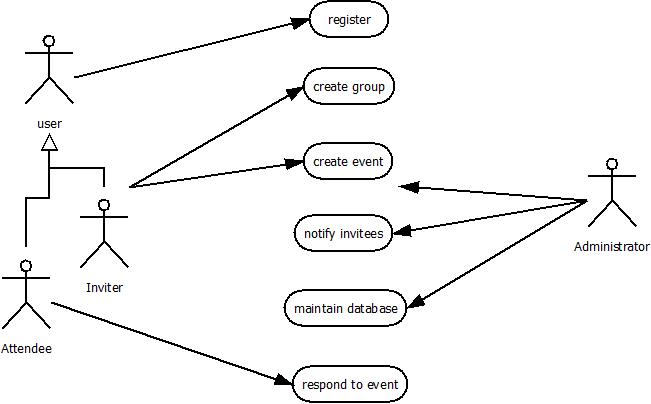 register
user
create group
create event
Administrator
notify invitees
Inviter
maintain database
Attendee
respond to event